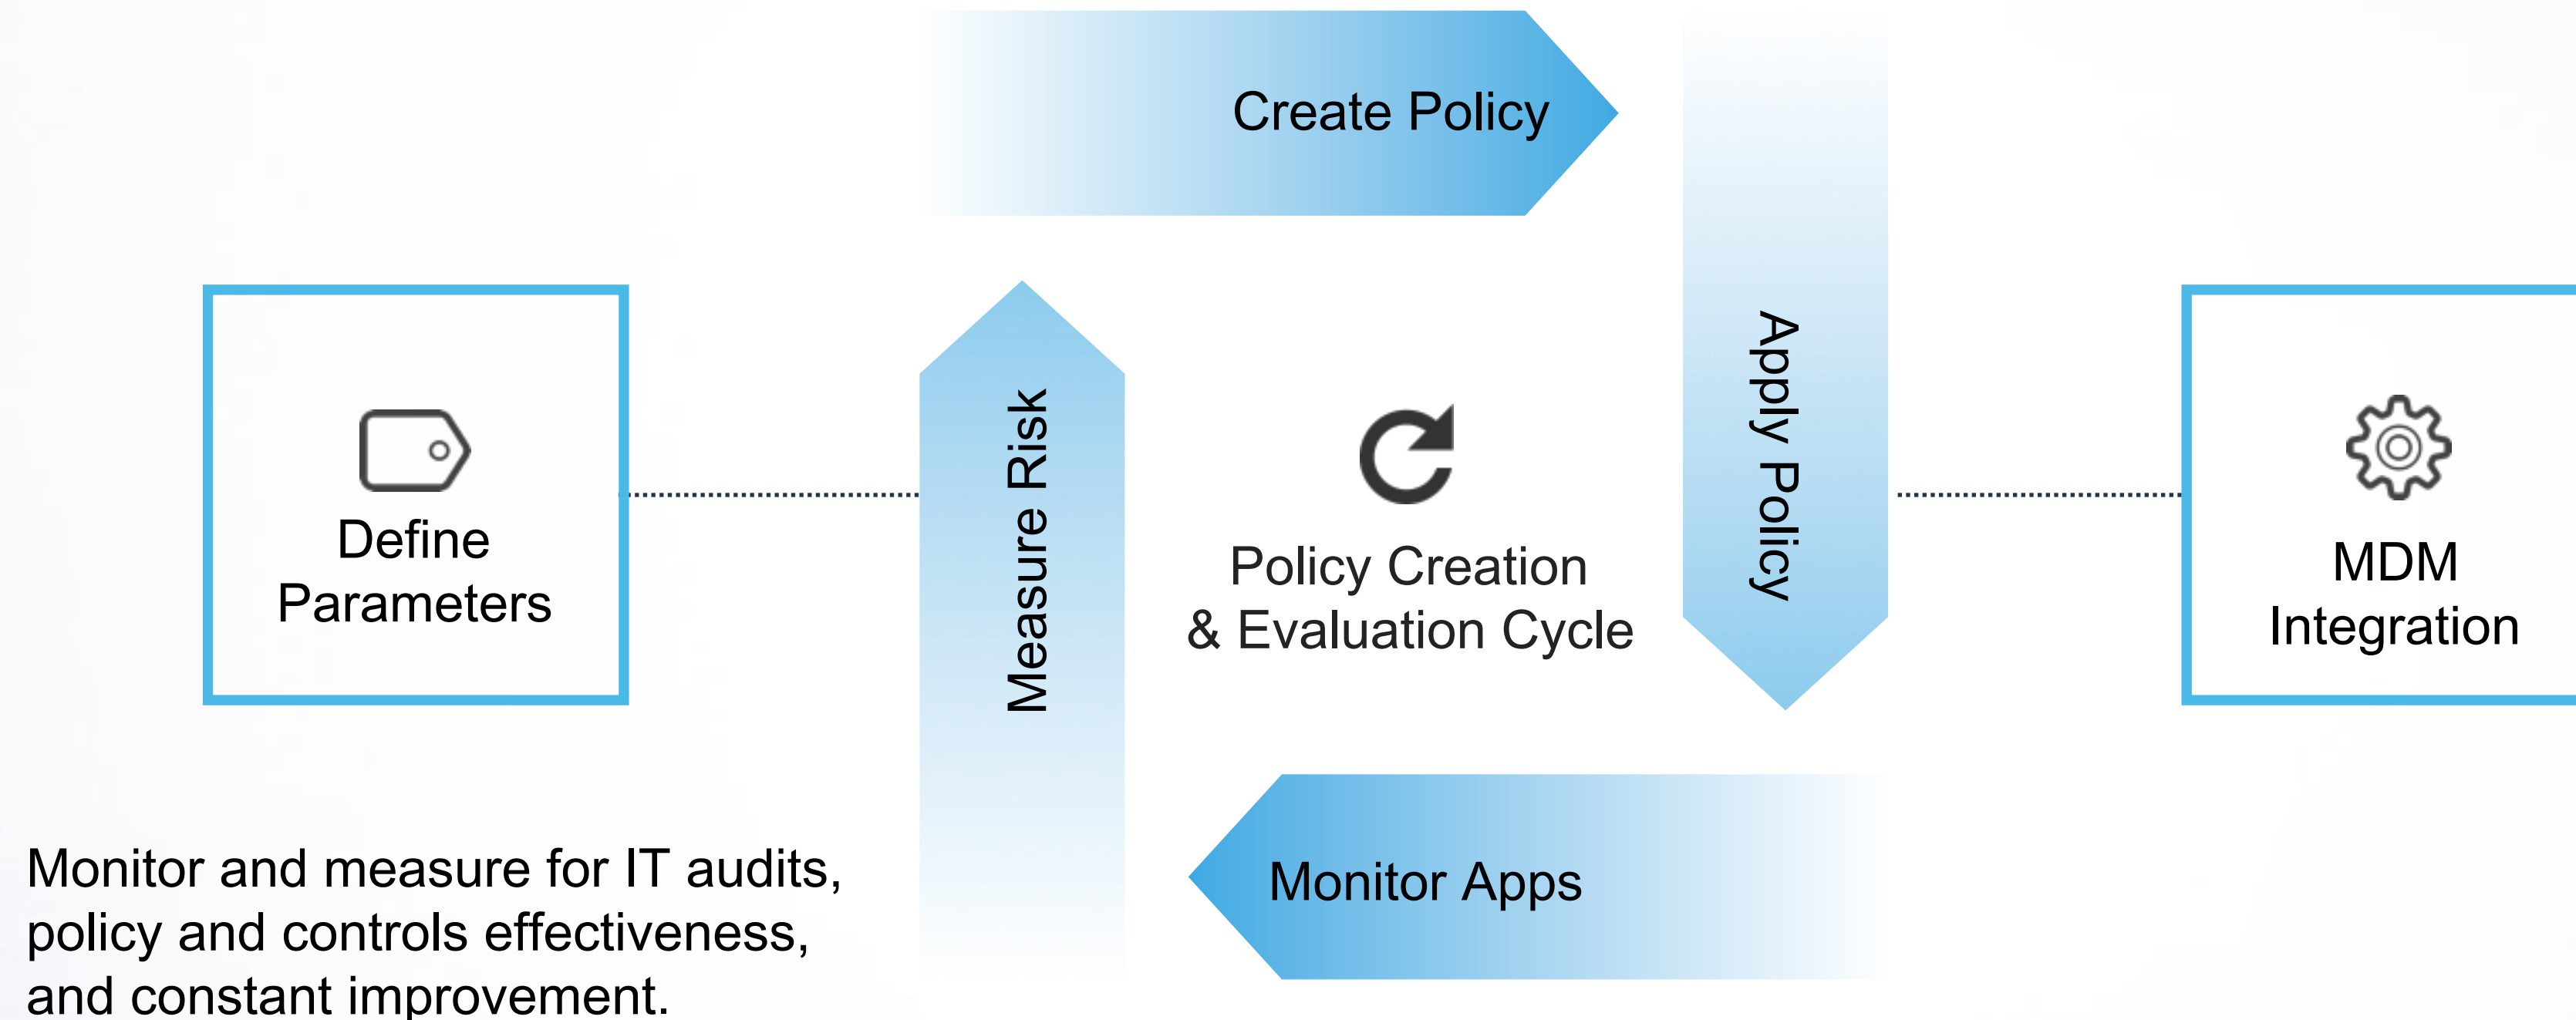 Create Policy
Define
Parameters
Measure Risk
Policy Creation
& Evaluation Cycle
Apply Policy
MDM
Integration
Monitor Apps
Monitor and measure for IT audits,
policy and controls effectiveness,
and constant improvement.